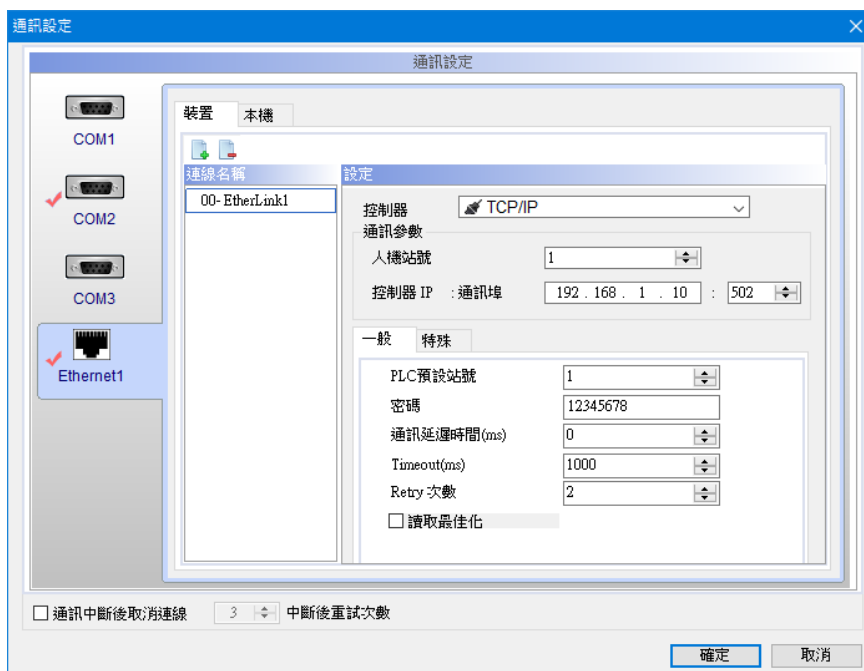 通訊設定
通訊設定
COM1
COM2
COM3
Ethernet1
裝置 本機
連線名稱
00- EtherLink1
設定
控制器 TCP/IP
通訊參數
人機站號 1
控制器 IP : 通訊埠 192 . 168 . 1 . 10 : 502
一般 特殊
PLC預設站號 1
密碼 12345678
通訊延遲時間(ms) 0
Timeout(ms) 1000
Retry 次數 2
讀取最佳化
通訊中斷後取消連線 3 中斷後重試次數
確定 取消